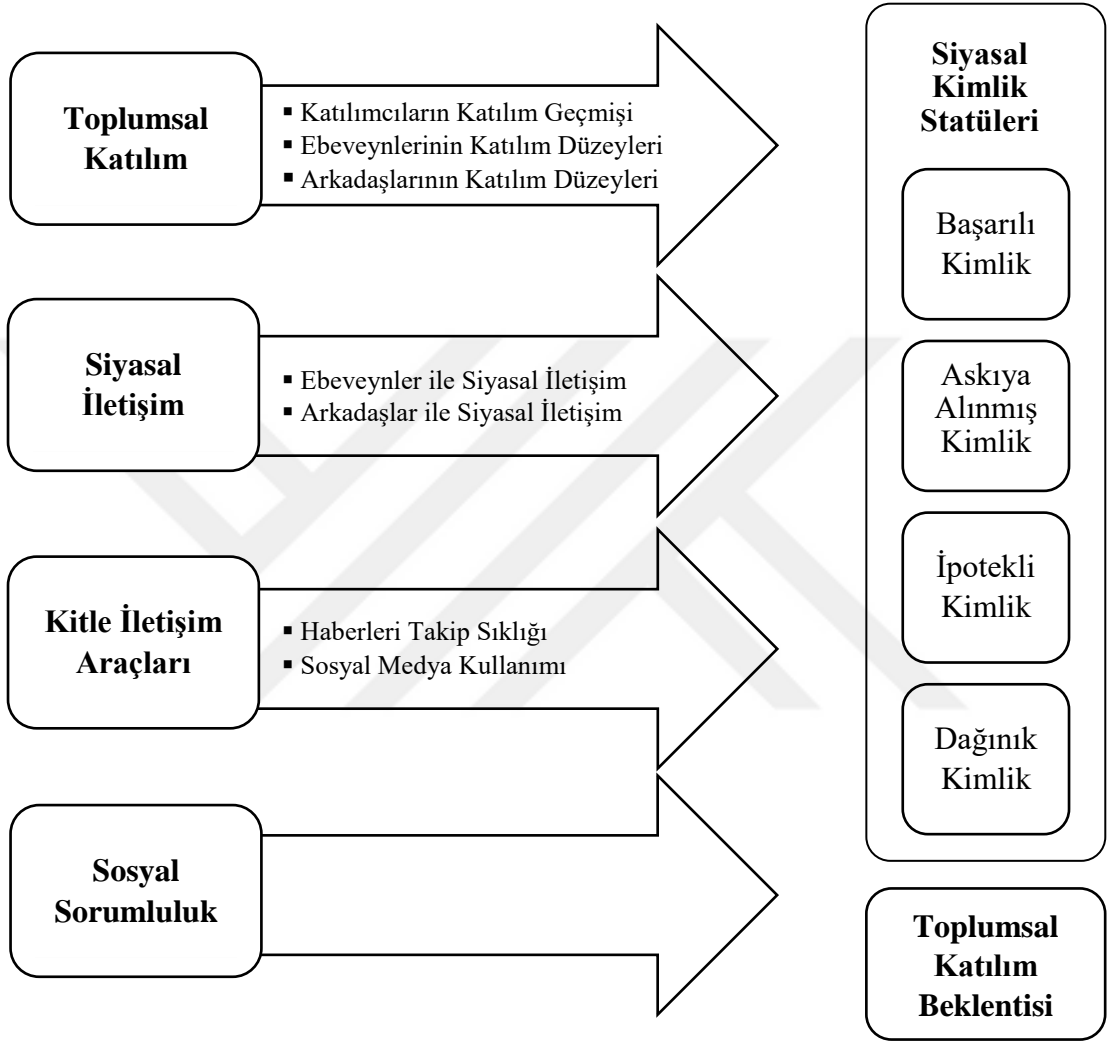 Toplumsal
Katılım
▪ Katılımcıların Katılım Geçmişi
▪ Ebeveynlerinin Katılım Düzeyleri
▪ Arkadaşlarının Katılım Düzeyleri
Siyasal
İletişim
▪ Ebeveynler ile Siyasal İletişim
▪ Arkadaşlar ile Siyasal İletişim
Kitle İletişim
Araçları
▪ Haberleri Takip Sıklığı
▪ Sosyal Medya Kullanımı
Sosyal
Sorumluluk
Siyasal
Kimlik
Statüleri
Başarılı
Kimlik
Askıya
Alınmış
Kimlik
İpotekli
Kimlik
Dağınık
Kimlik
Toplumsal
Katılım
Beklentisi